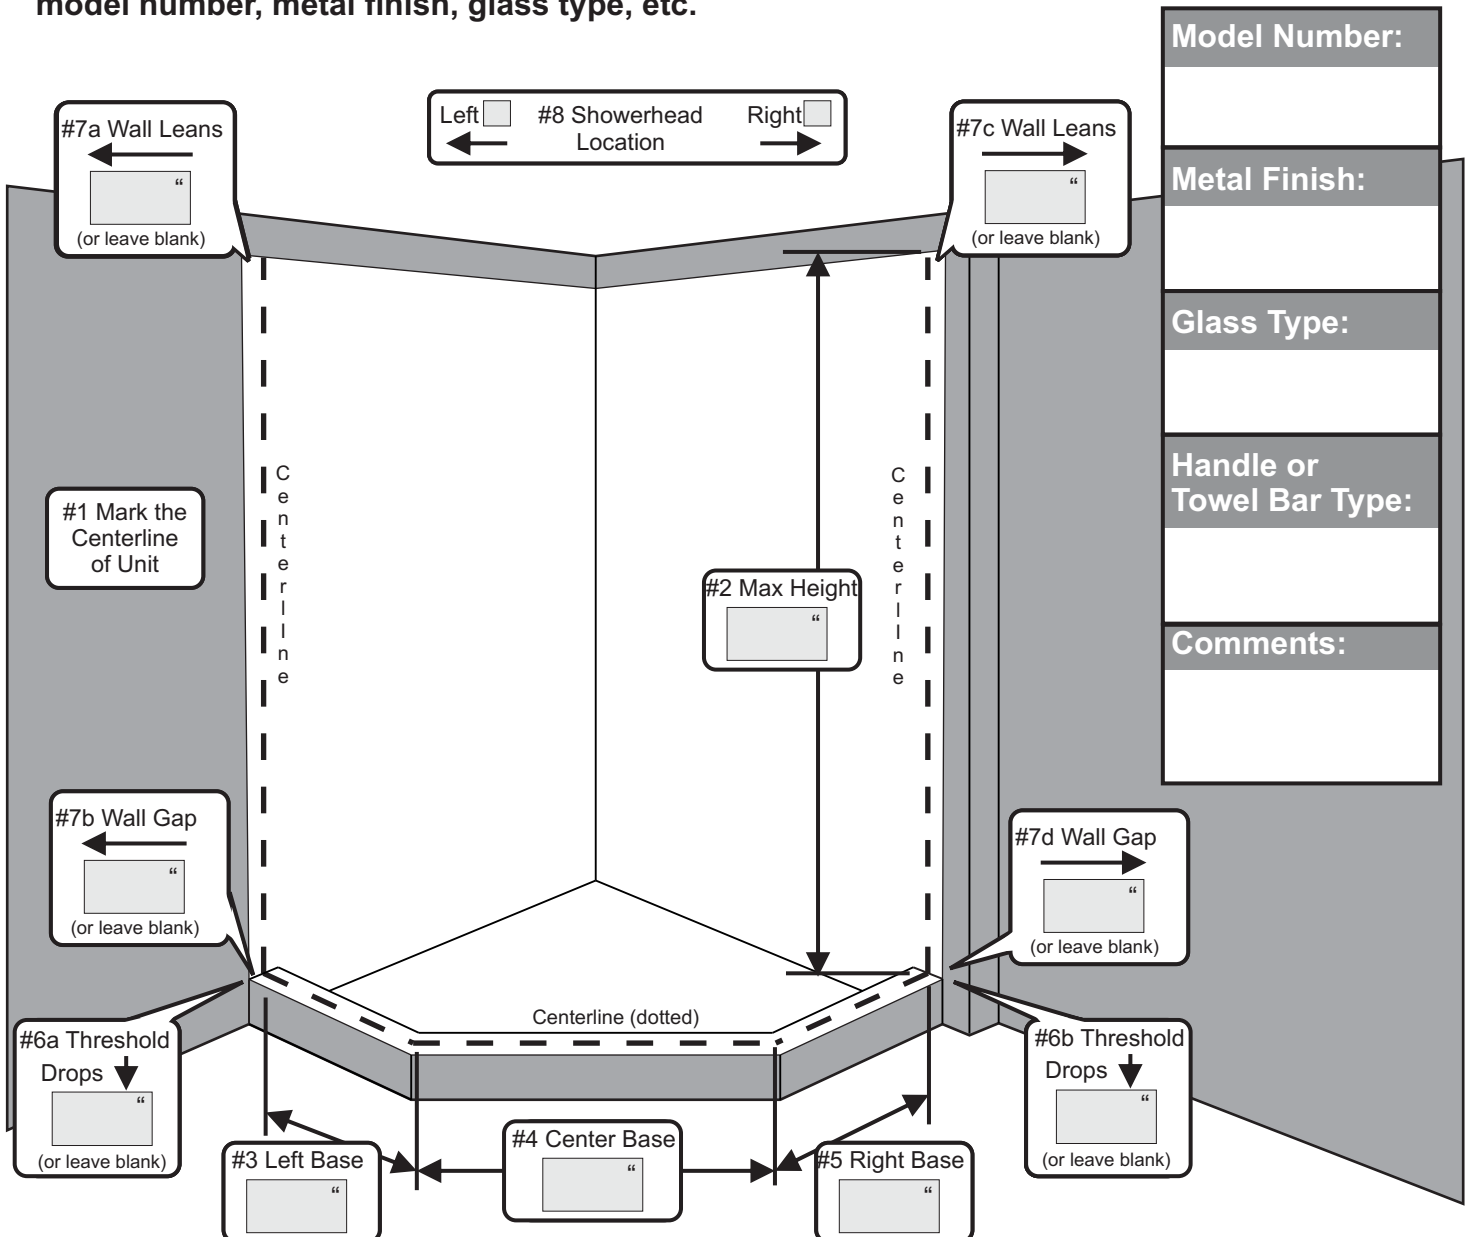 model number, metal finish, glass type, etc.
Model Number:
Metal Finish:
Glass Type:
Handle or
Towel Bar Type:
Comments:
Left #8 Showerhead Right
Location
#7a Wall Leans
“
(or leave blank)
#7c Wall Leans
“
(or leave blank)
#1 Mark the
Centerline
of Unit
CenterlIne
#2 Max Height
“
CenterlIne
#7b Wall Gap
“
(or leave blank)
#7d Wall Gap
“
(or leave blank)
Centerline (dotted)
#6a Threshold
Drops
“
(or leave blank)
#6b Threshold
Drops
“
(or leave blank)
#3 Left Base
“
#4 Center Base
“
#5 Right Base
“